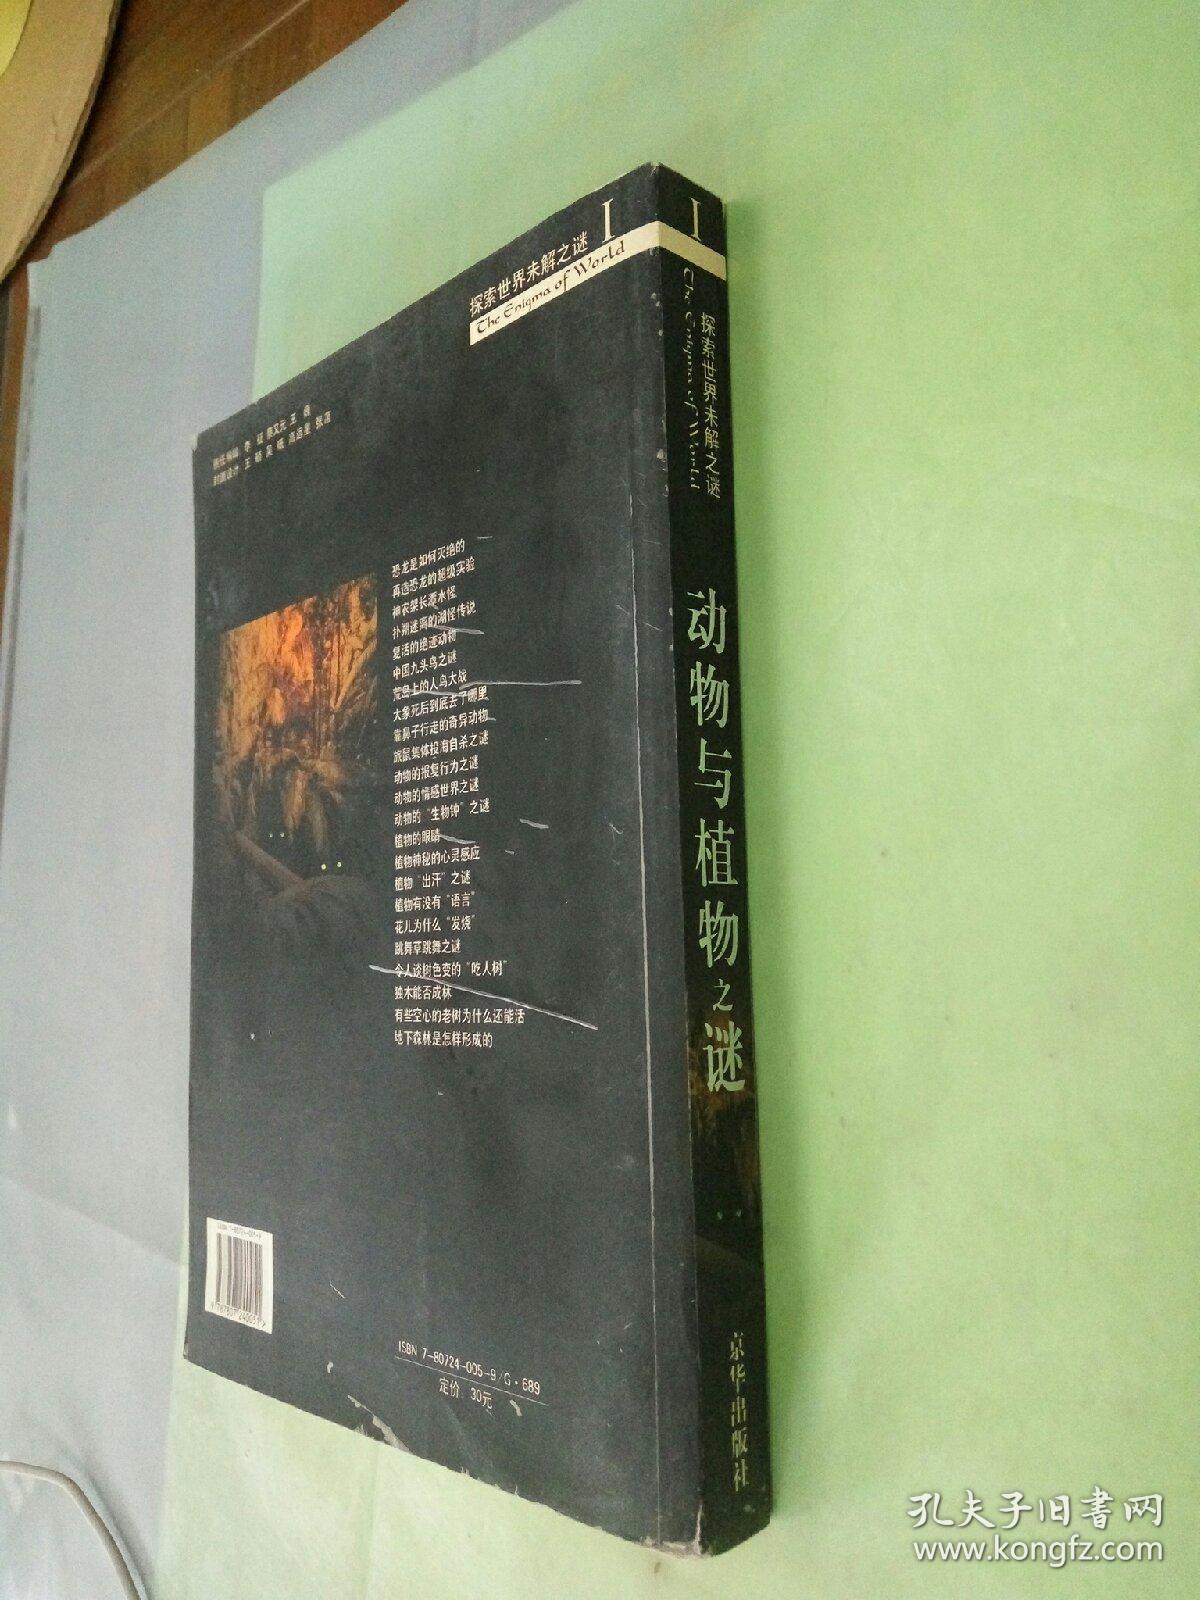 探索世界未解之谜 I
The Enigma of World
恐龙是如何灭绝的
再造恐龙的超级实验
神农架长潭水怪
扑朔迷离的湖怪传说
复活的绝迹动物
中国九头鸟之谜
荒岛上的人鸟大战
大象死后到底去了哪里
靠鼻子行走的奇异动物
旅鼠集体投海自杀之谜
动物的报复行为之谜
动物的情感世界之谜
动物的“生物钟”之谜
植物的眼睛
植物神秘的心灵感应
植物“出汗”之谜
植物有没有“语言”
花儿为什么“发烧”
跳舞草跳舞之谜
令人谈树色变的“吃人树”
独木能否成林
有些空心的老树为什么还能活
地下森林是怎样形成的
ISBN 7-80724-005-9
9 787807 240051 >
ISBN 7-80724-005-9/G·689
定价 30元
I
探索世界未解之谜
The Enigma of World
动物与植物之谜
京华出版社
孔夫子旧书网
www.kongfz.com